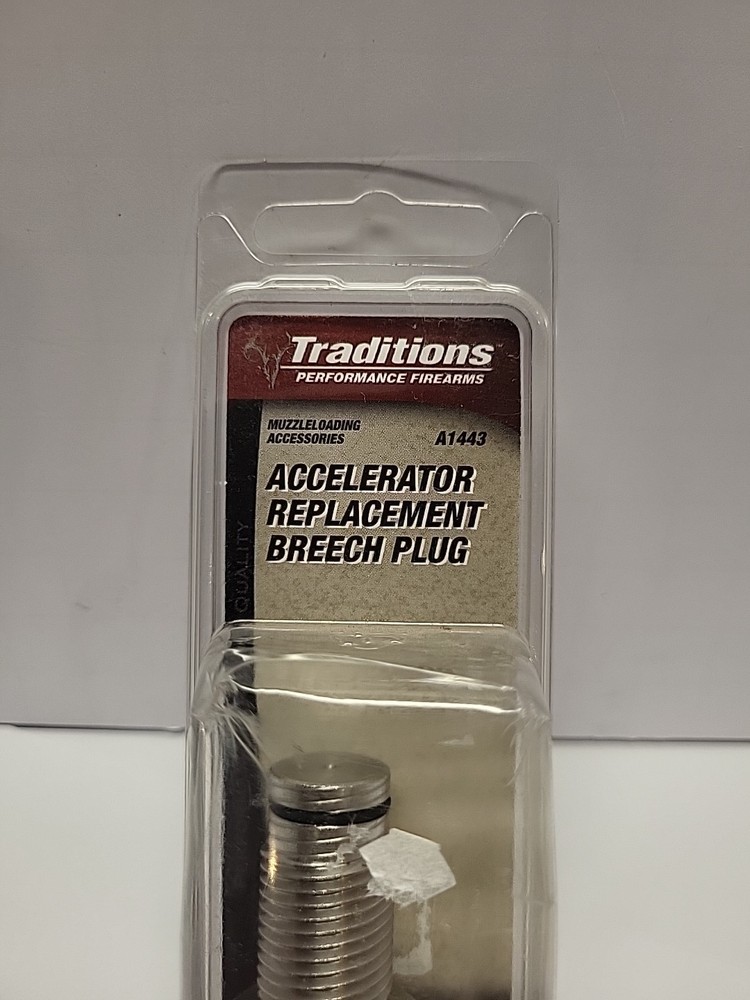 Traditions
PERFORMANCE FIREARMS
MUZZLELOADING
ACCESSORIES
A1443
ACCELERATOR
REPLACEMENT
BREECH PLUG
QUALITY